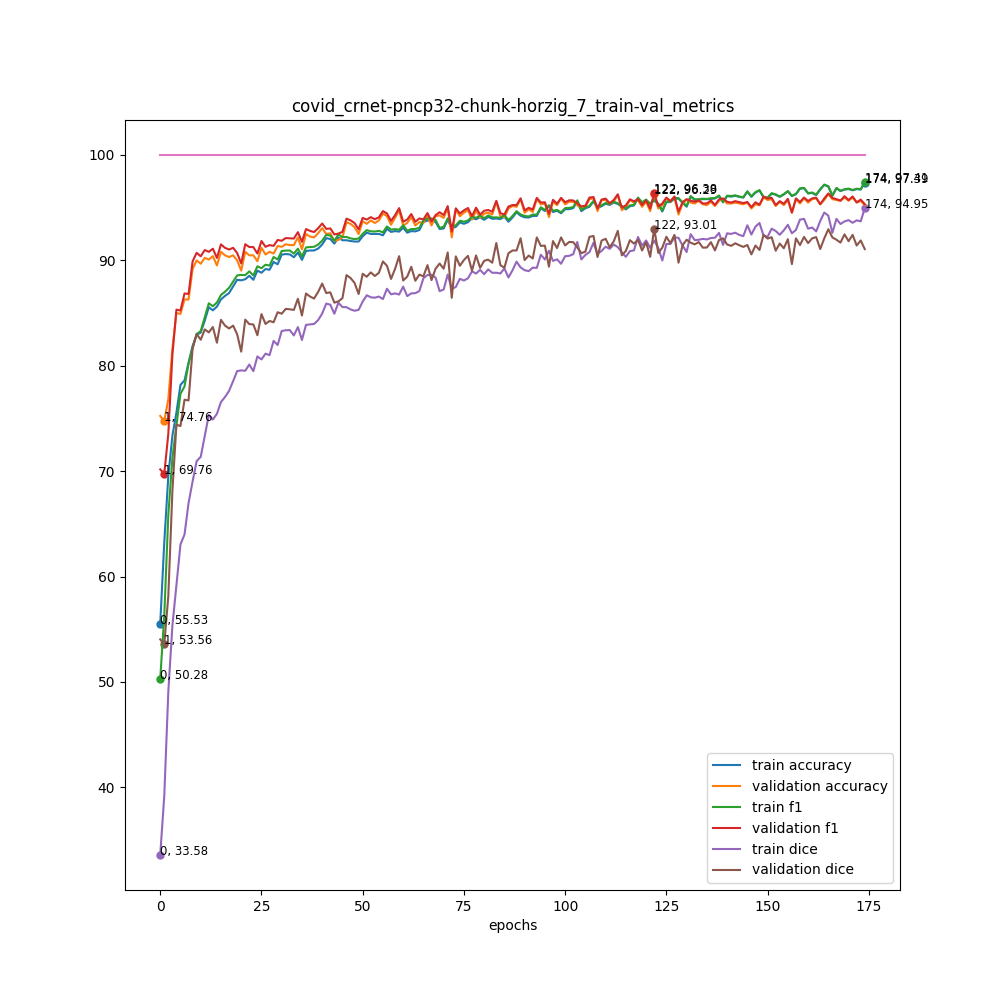 covid_crnet-pncp32-chunk-horzig_7_train-val_metrics
100
90
80
70
60
50
40
174, 94.95
122, 93.01
1, 74.76
1, 69.76
0, 55.53
1, 53.56
0, 50.28
0, 33.58
train accuracy
validation accuracy
train f1
validation f1
train dice
validation dice
0
25
50
75
100
125
150
175
epochs